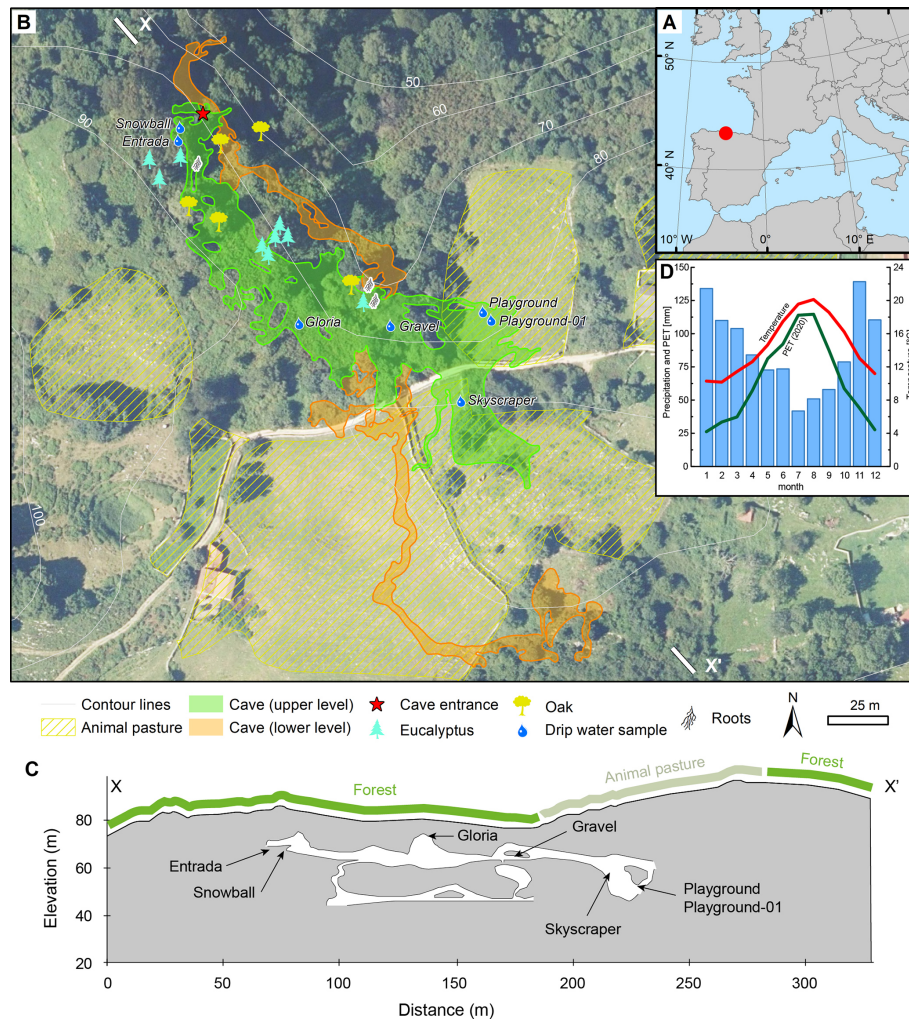 B
X
50
60
70
80
90
100
Snowball
Entrada
Gloria
Gravel
Playground
Playground-01
Skyscraper
X'
A
50° N
40° N
10° W
0°
10° E
D
150
125
100
75
50
25
0
Precipitation and PET [mm]
24
20
16
12
8
4
0
Temperature
PET (2020)
1 2 3 4 5 6 7 8 9 10 11 12
month
Contour lines
Cave (upper level)
Cave entrance
Oak
Roots
N
25 m
Animal pasture
Cave (lower level)
Eucalyptus
Drip water sample
C
X
X'
Forest
Animal pasture
Forest
80
60
40
20
Elevation (m)
Gloria
Gravel
Entrada
Snowball
Skyscraper
Playground
Playground-01
0 50 100 150 200 250 300
Distance (m)